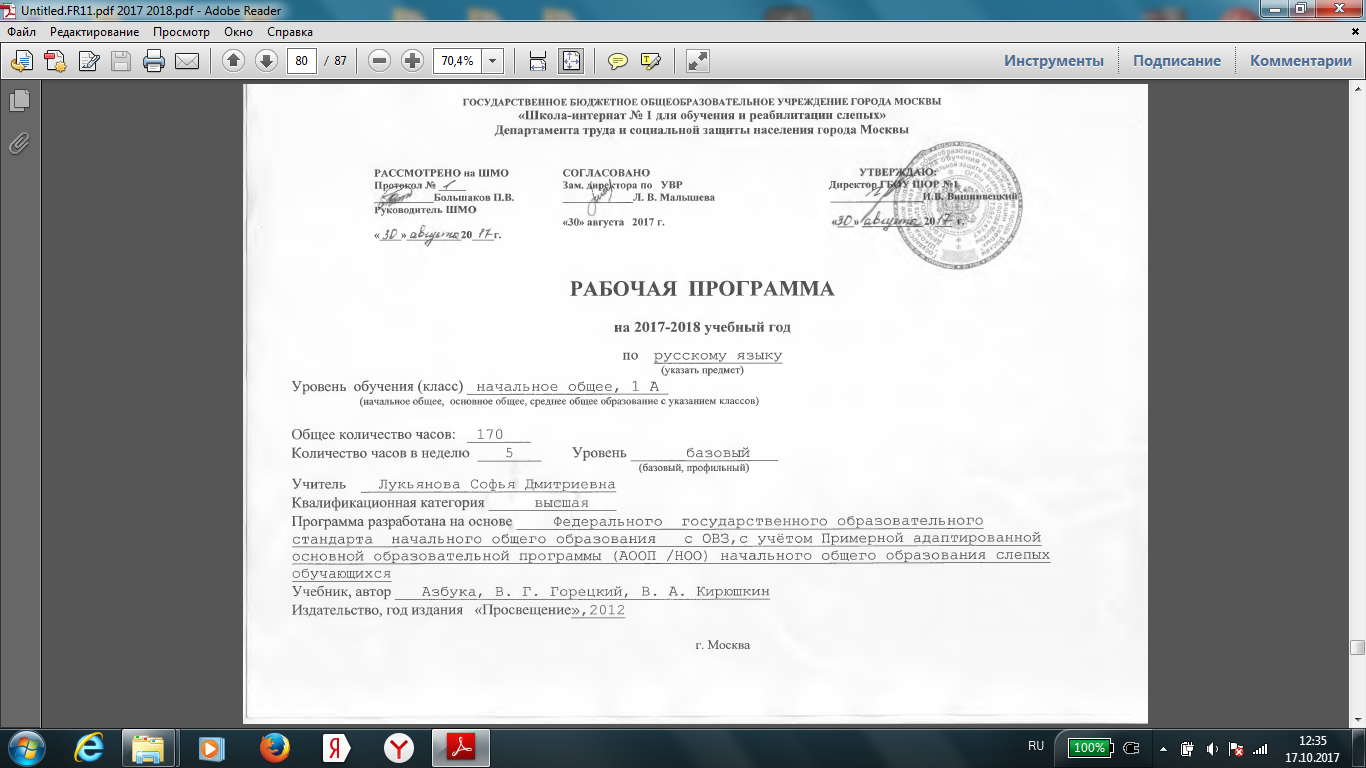 Untitled.FR11.pdf 2017 2018.pdf - Adobe Reader
Файл Редактирование Просмотр Окно Справка
80 / 87 70,4% Инструменты Подписание Комментарии
ГОСУДАРСТВЕННОЕ БЮДЖЕТНОЕ ОБЩЕОБРАЗОВАТЕЛЬНОЕ УЧРЕЖДЕНИЕ ГОРОДА МОСКВЫ
«Школа-интернат № 1 для обучения и реабилитации слепых»
Департамента труда и социальной защиты населения города Москвы
РАССМОТРЕНО на ШМО СОГЛАСОВАНО УТВЕРЖДАЮ:
Протокол № 1 Зам. директора по УВР Директор ГБОУ ШОР №1
Большаков П.В. Л. В. Малышева И.В. Вишнивецкий
Руководитель ШМО
«30» августа 2017 г. «30» августа 2017 г.
«30» августа 2017 г.
РАБОЧАЯ ПРОГРАММА
на 2017-2018 учебный год
по русскому языку
(указать предмет)
Уровень обучения (класс) начальное общее, 1 А
(начальное общее, основное общее, среднее общее образование с указанием классов)
Общее количество часов: 170
Количество часов в неделю 5 Уровень базовый
(базовый, профильный)
Учитель Лукьянова Софья Дмитриевна
Квалификационная категория высшая
Программа разработана на основе Федерального государственного образовательного
стандарта начального общего образования с ОВЗ,с учётом Примерной адаптированной
основной образовательной программы (АООП /НОО) начального общего образования слепых
обучающихся
Учебник, автор Азбука, В. Г. Горецкий, В. А. Кирюшкин
Издательство, год издания «Просвещение»,2012
г. Москва
RU 100% 12:35
17.10.2017